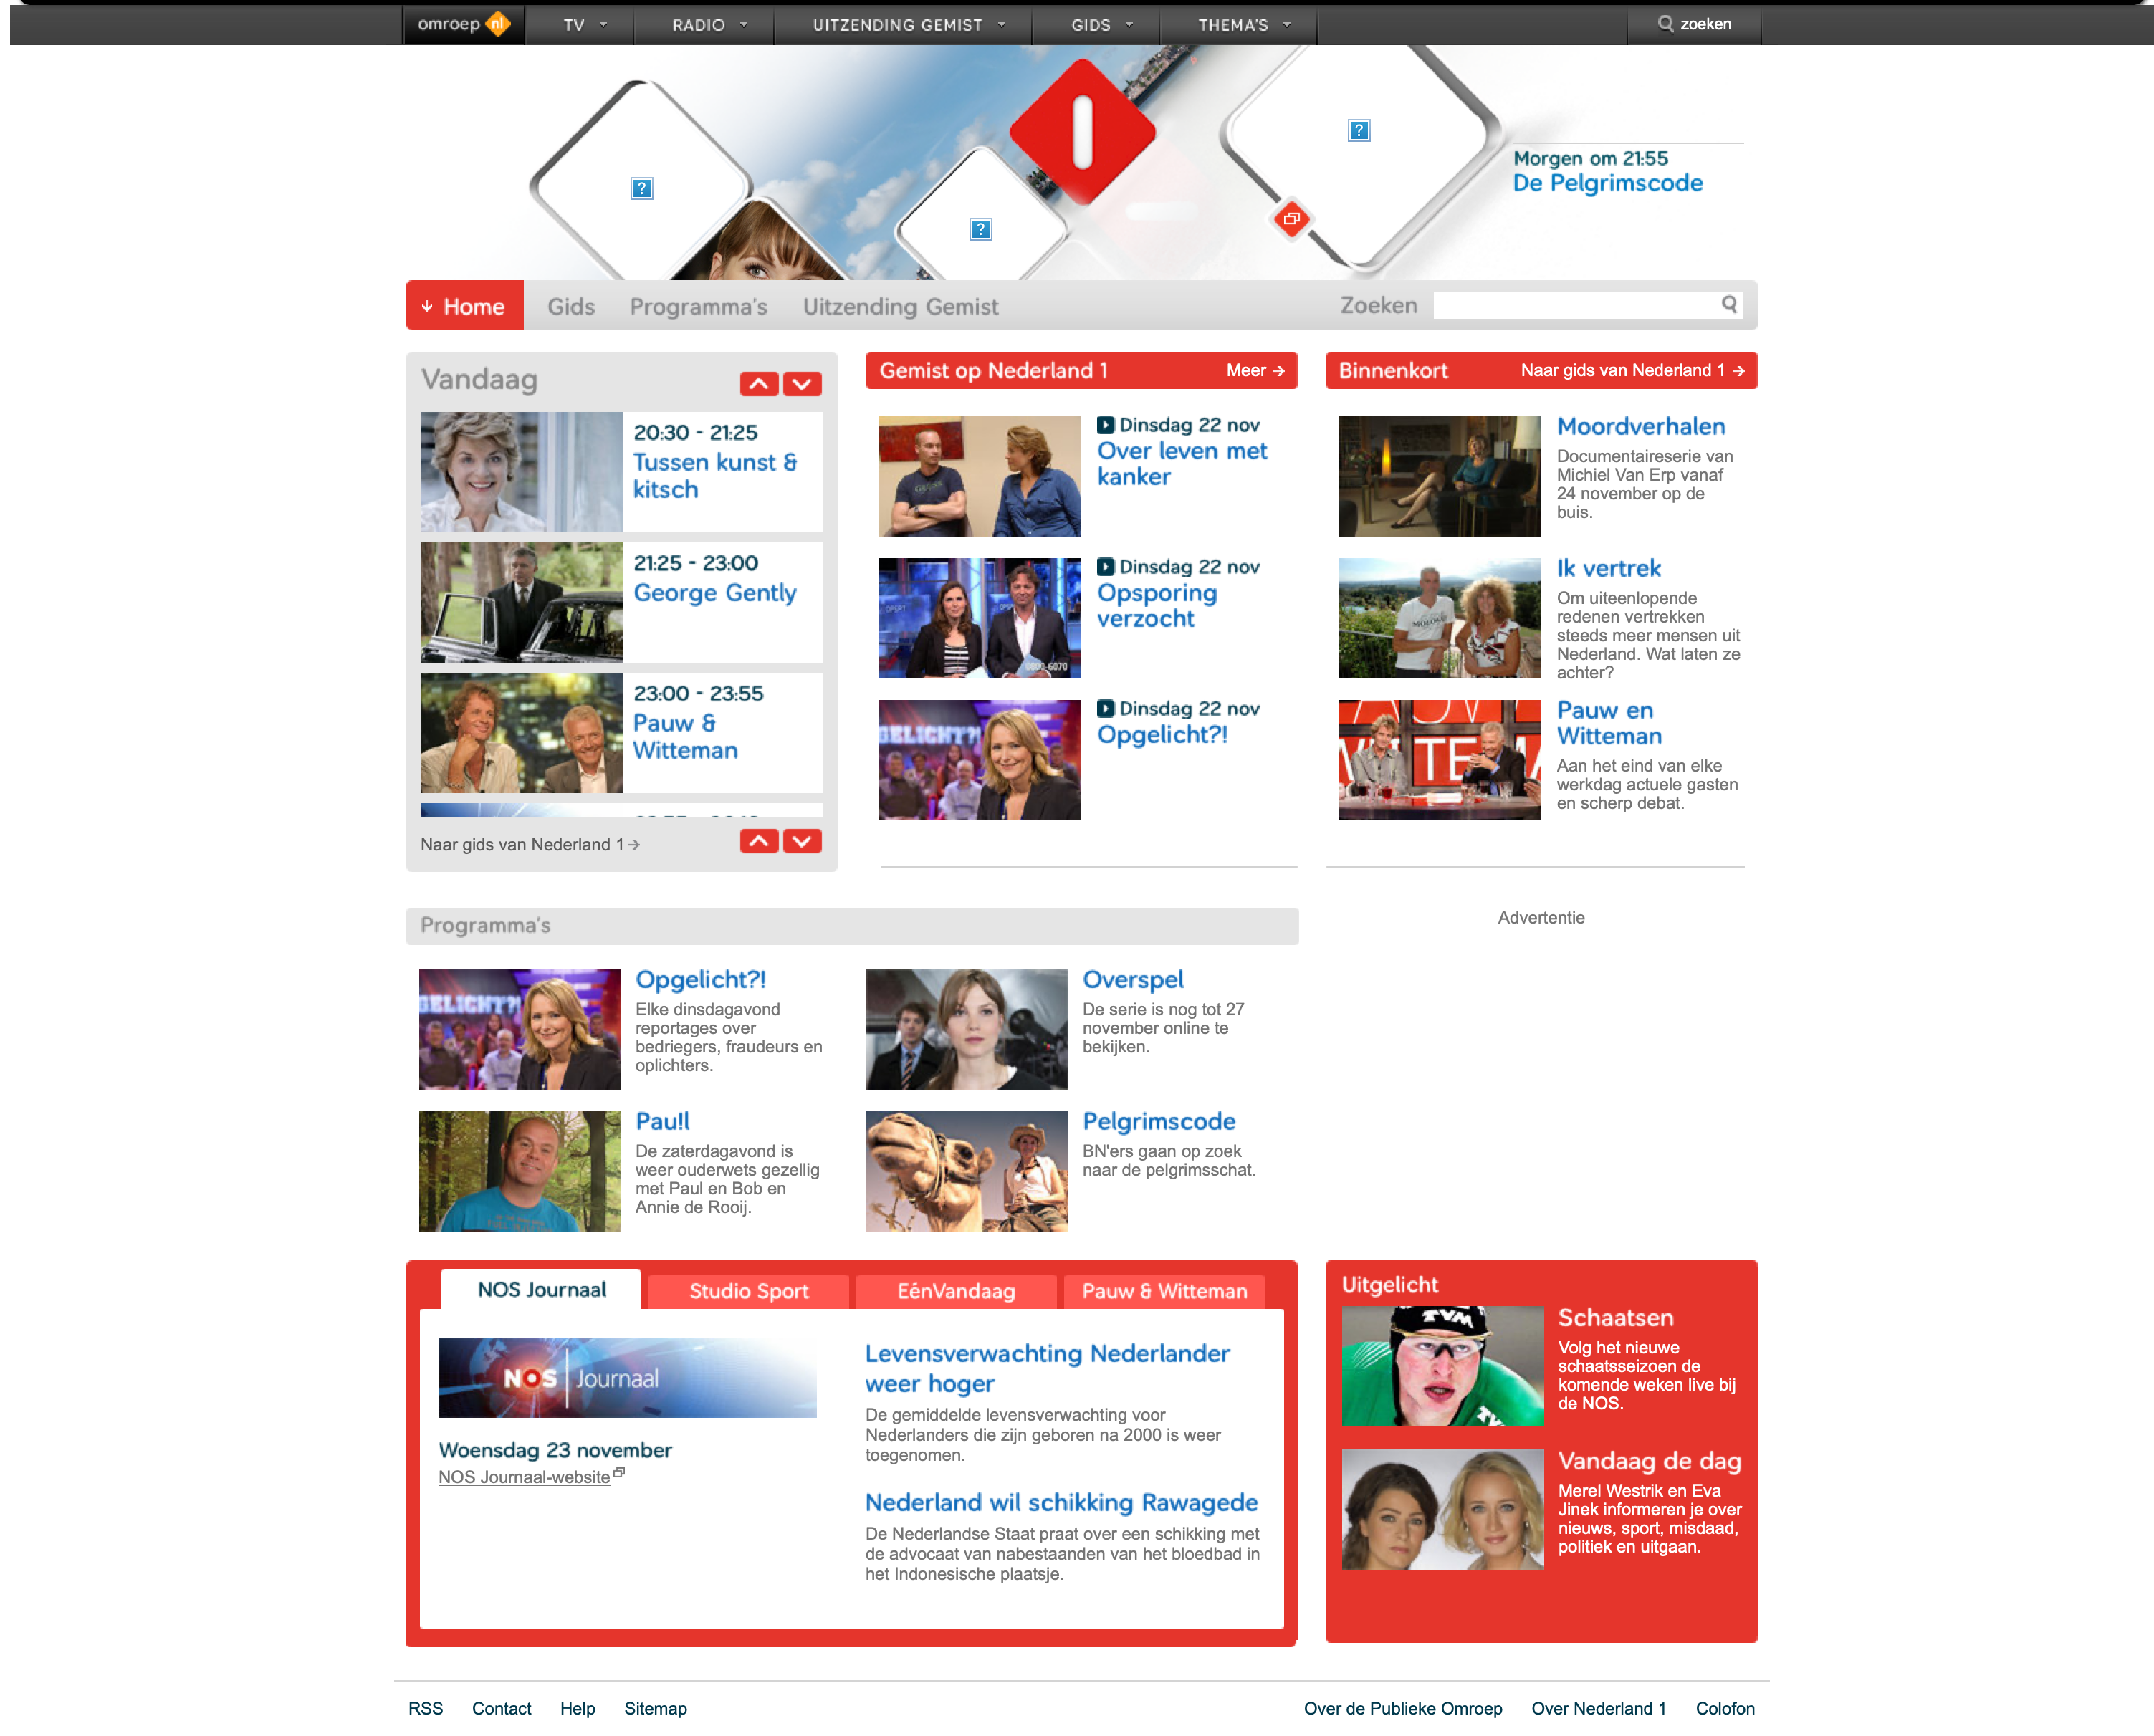 omroep nl
TV
RADIO
UITZENDING GEMIST
GIDS
THEMA'S
zoeken
Morgen om 21:55
De Pelgrimscode
Home
Gids
Programma's
Uitzending Gemist
Zoeken
Vandaag
20:30 - 21:25
Tussen kunst &
kitsch
21:25 - 23:00
George Gently
23:00 - 23:55
Pauw &
Witteman
Naar gids van Nederland 1
Gemist op Nederland 1
Meer
Dinsdag 22 nov
Over leven met
kanker
Dinsdag 22 nov
Opsporing
verzocht
0800-6070
Dinsdag 22 nov
Opgelicht?!
GELICHT?!
Binnenkort
Naar gids van Nederland 1
Moordverhalen
Documentaireserie van
Michiel Van Erp vanaf
24 november op de
buis.
Ik vertrek
Om uiteenlopende
redenen vertrekken
steeds meer mensen uit
Nederland. Wat laten ze
achter?
Pauw en
Witteman
Aan het eind van elke
werkdag actuele gasten
en scherp debat.
Programma's
Advertentie
GELICHT?!
Opgelicht?!
Elke dinsdagavond
reportages over
bedriegers, fraudeurs en
oplichters.
Overspel
De serie is nog tot 27
november online te
bekijken.
Pau!l
De zaterdagavond is
weer ouderwets gezellig
met Paul en Bob en
Annie de Rooij.
Pelgrimscode
BN'ers gaan op zoek
naar de pelgrimsschat.
NOS Journaal
Studio Sport
EénVandaag
Pauw & Witteman
NOS Journaal
Woensdag 23 november
NOS Journaal-website
Levensverwachting Nederlander
weer hoger
De gemiddelde levensverwachting voor
Nederlanders die zijn geboren na 2000 is weer
toegenomen.
Nederland wil schikking Rawagede
De Nederlandse Staat praat over een schikking met
de advocaat van nabestaanden van het bloedbad in
het Indonesische plaatsje.
Uitgelicht
TVM
Schaatsen
Volg het nieuwe
schaatsseizoen de
komende weken live bij
de NOS.
Vandaag de dag
Merel Westrik en Eva
Jinek informeren je over
nieuws, sport, misdaad,
politiek en uitgaan.
RSS
Contact
Help
Sitemap
Over de Publieke Omroep
Over Nederland 1
Colofon